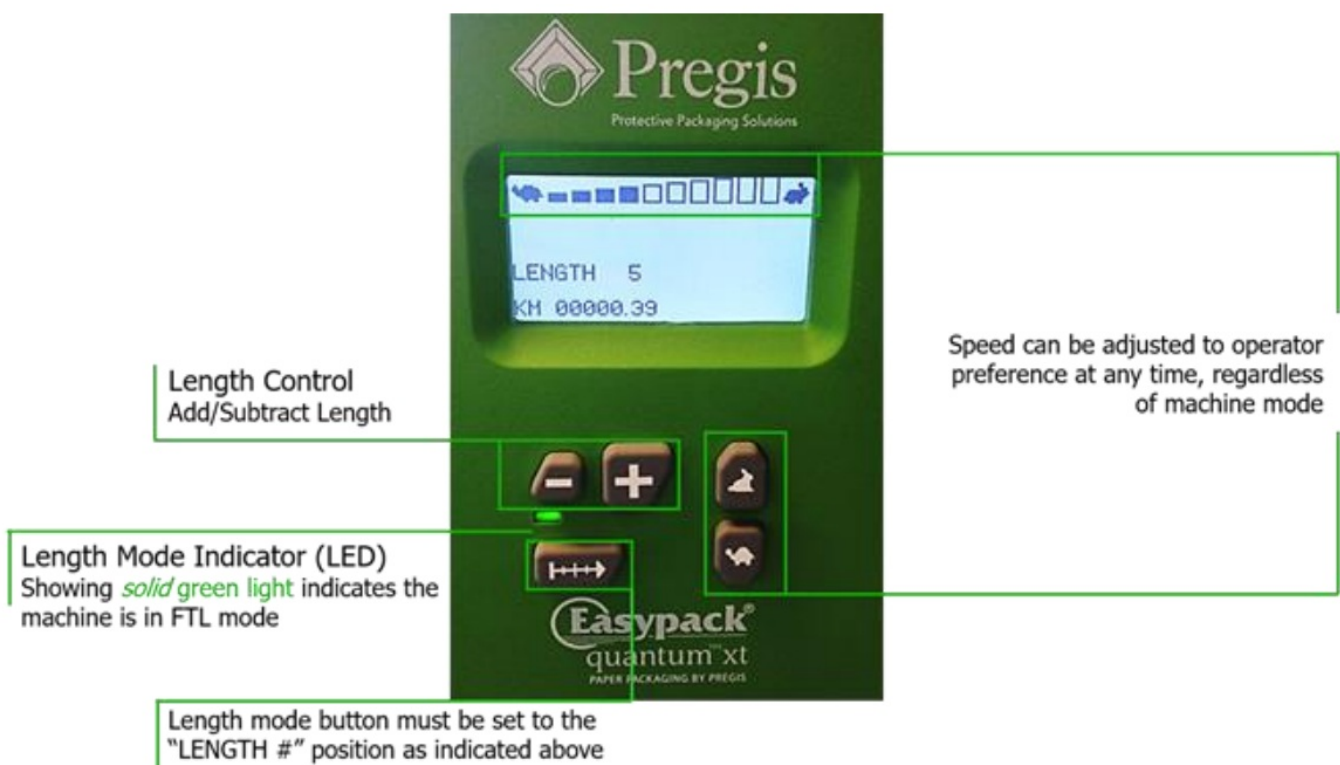 Pregis
Protective Packaging Solutions
LENGTH 5
KM 00000.39
Length Control
Add/Subtract Length
Speed can be adjusted to operator
preference at any time, regardless
of machine mode
Length Mode Indicator (LED)
Showing solid green light indicates the
machine is in FTL mode
Easypack®
quantum™xt
PAPER PACKAGING BY PREGIS
Length mode button must be set to the
“LENGTH #” position as indicated above